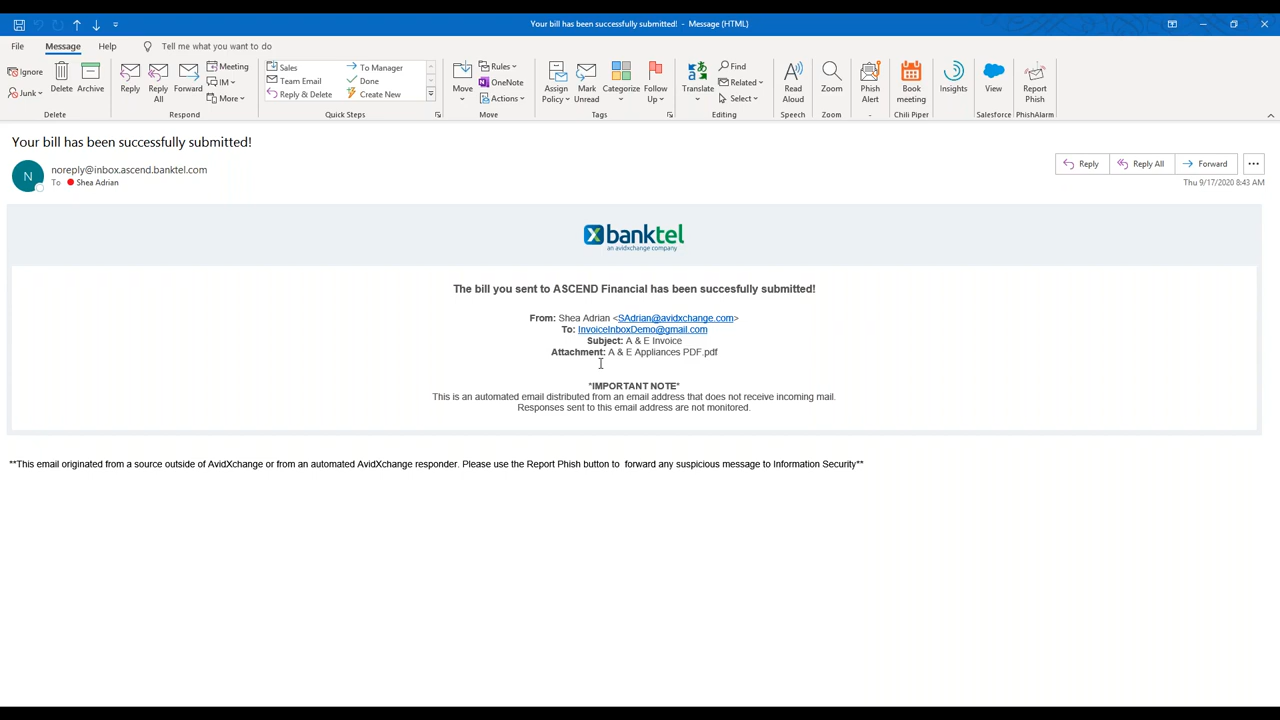 Your bill has been successfully submitted! - Message (HTML)
File Message Help Tell me what you want to do
Ignore
Junk
Delete
Archive
Delete
Reply
Reply All
Forward
Meeting
IM
More
Respond
Sales
Team Email
Reply & Delete
To Manager
Done
Create New
Quick Steps
Move
Rules
OneNote
Actions
Move
Assign Policy
Mark Unread
Categorize
Follow Up
Tags
Translate
Find
Related
Select
Editing
Read Aloud
Speech
Zoom
Zoom
Phish Alert
Book meeting
Chili Piper
Insights
View
Salesforce
Report Phish
PhishAlarm
Your bill has been successfully submitted!
N
noreply@inbox.ascend.banktel.com
To Shea Adrian
Reply Reply All Forward
Thu 9/17/2020 8:43 AM
banktel
an avidxchange company
The bill you sent to ASCEND Financial has been succesfully submitted!
From: Shea Adrian <SAdrian@avidxchange.com>
To: InvoiceInboxDemo@gmail.com
Subject: A & E Invoice
Attachment: A & E Appliances PDF.pdf
*IMPORTANT NOTE*
This is an automated email distributed from an email address that does not receive incoming mail.
Responses sent to this email address are not monitored.
**This email originated from a source outside of AvidXchange or from an automated AvidXchange responder. Please use the Report Phish button to forward any suspicious message to Information Security**